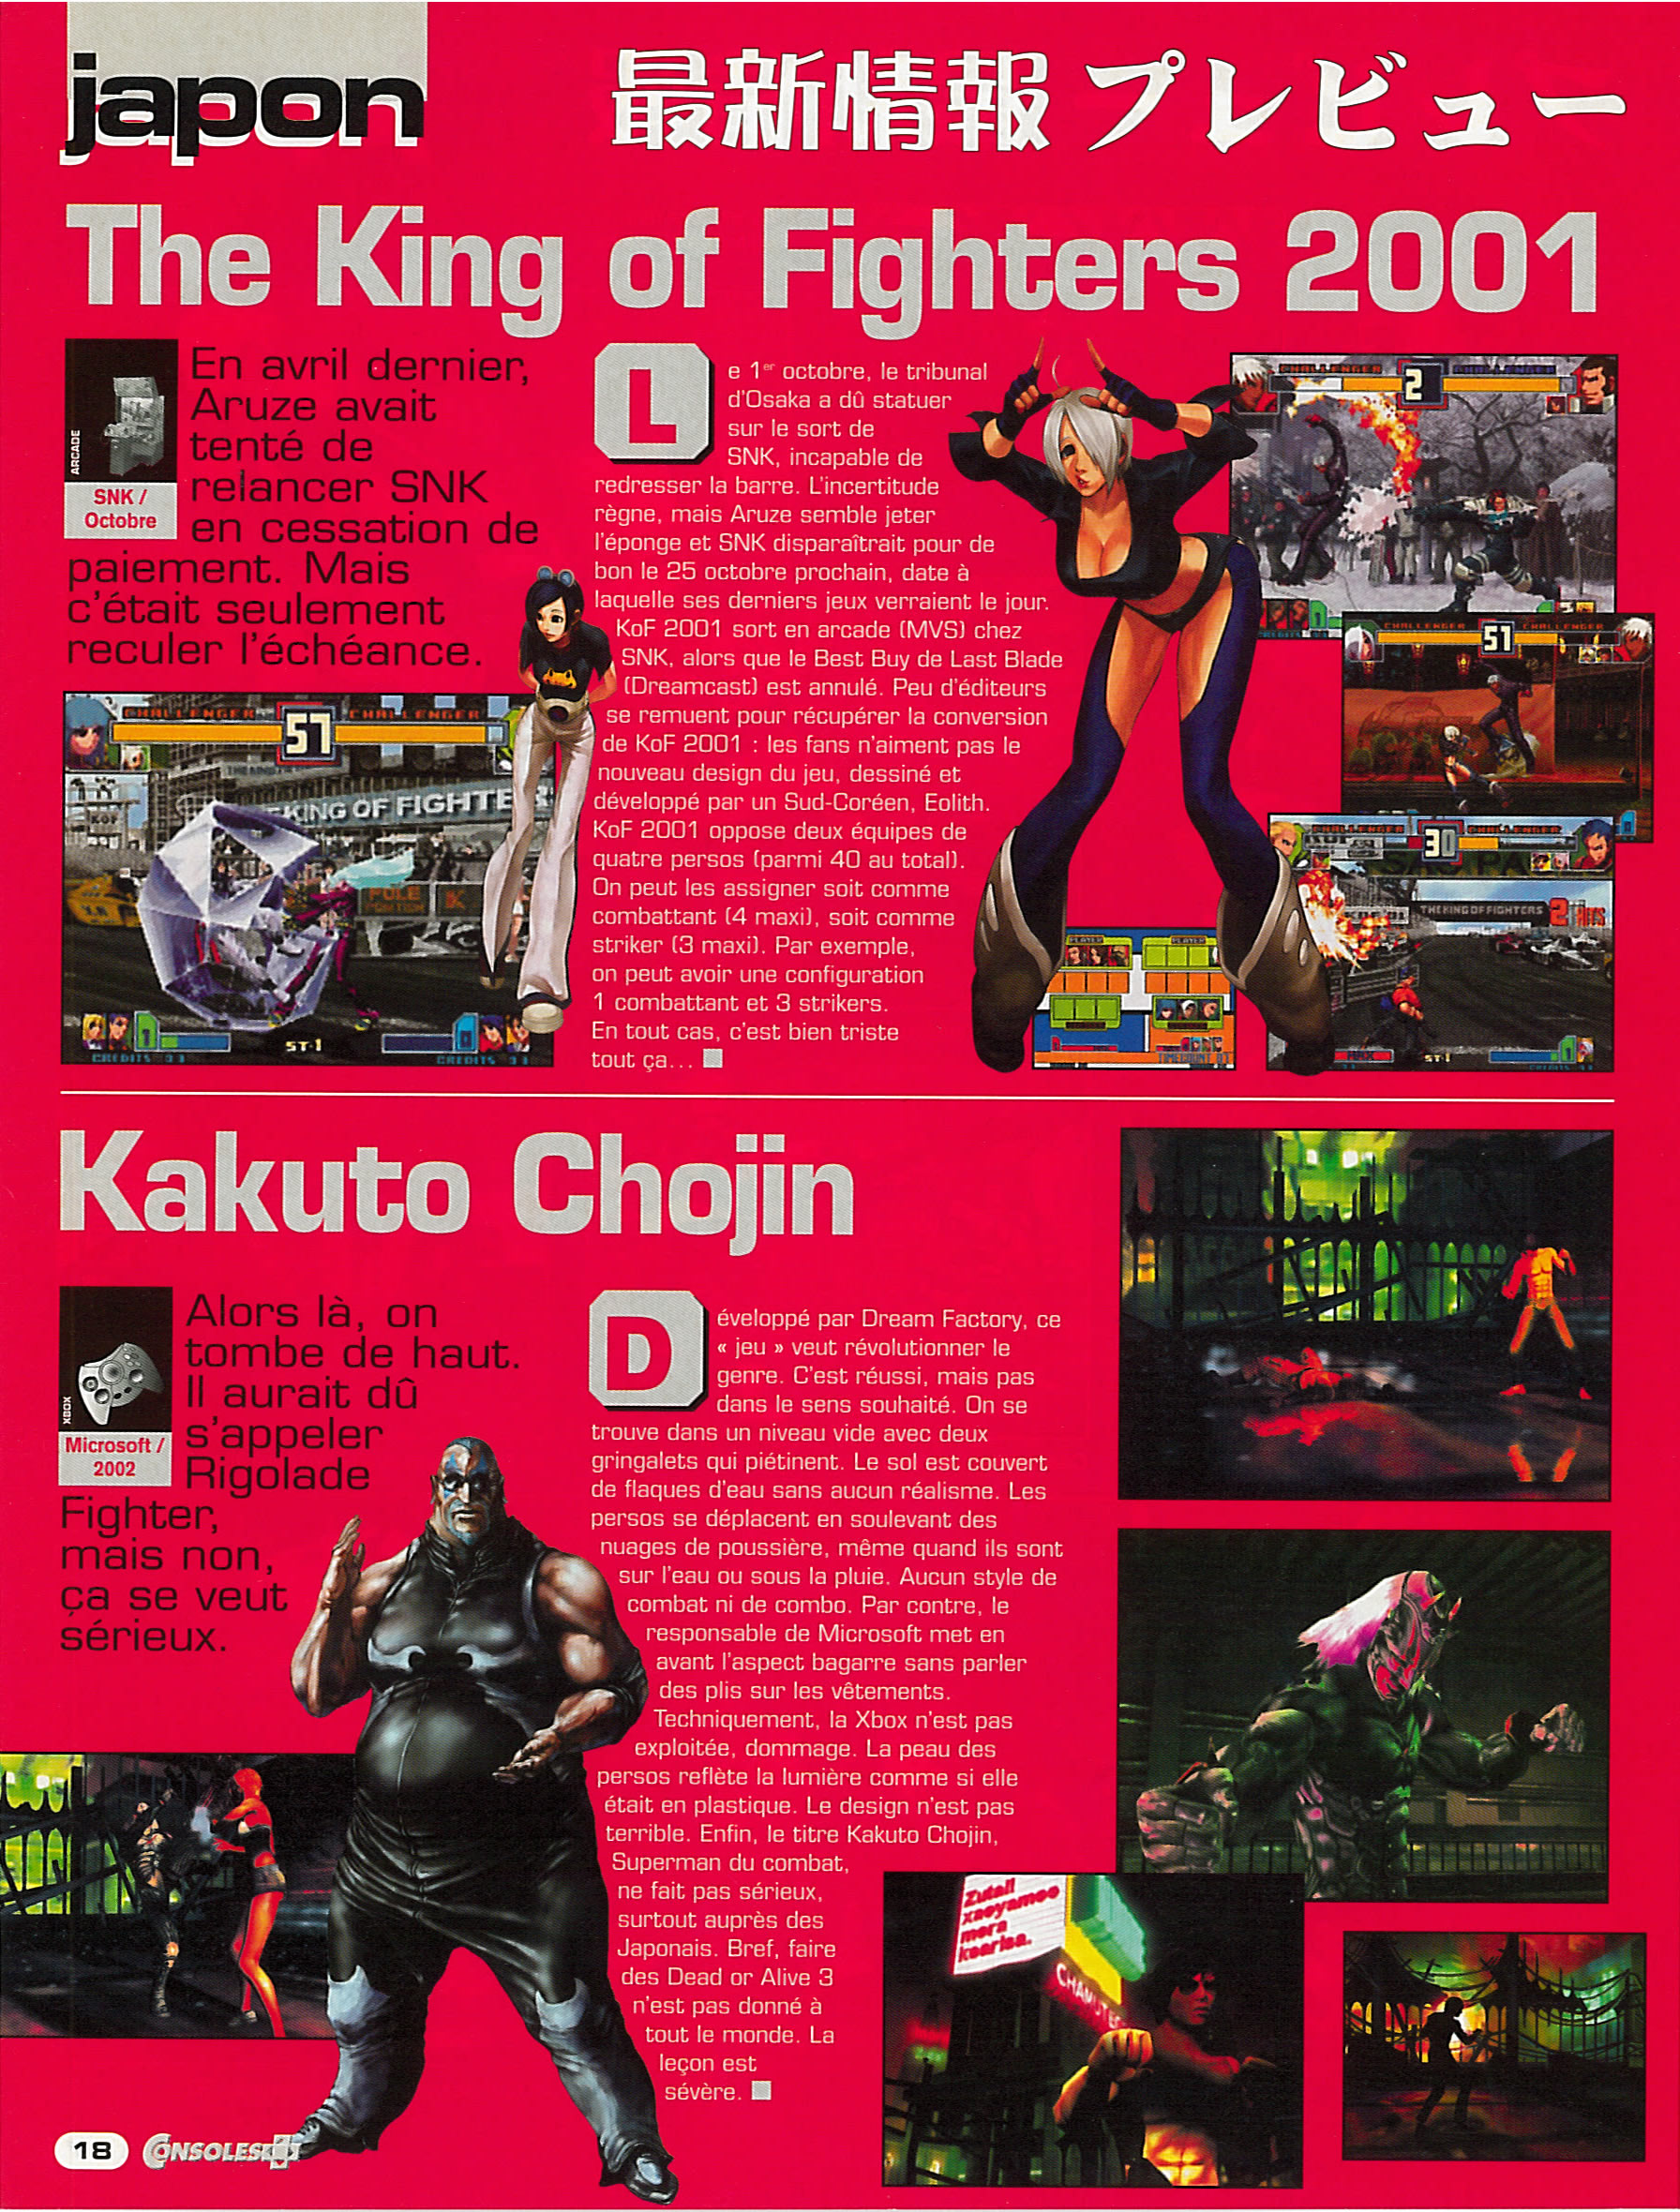 japon
最新情報 プレビュー
The King of Fighters 2001
ARCADE
SNK /
Octobre
En avril dernier,
Aruze avait
tenté de
relancer SNK
en cessation de
paiement. Mais
c'était seulement
reculer l'échéance.
Le 1er octobre, le tribunal
d'Osaka a dû statuer
sur le sort de
SNK, incapable de
redresser la barre. L'incertitude
règne, mais Aruze semble jeter
l'éponge et SNK disparaîtrait pour de
bon le 25 octobre prochain, date à
laquelle ses derniers jeux verraient le jour.
KoF 2001 sort en arcade (MVS) chez
SNK, alors que le Best Buy de Last Blade
(Dreamcast) est annulé. Peu d'éditeurs
se remuent pour récupérer la conversion
de KoF 2001 : les fans n'aiment pas le
nouveau design du jeu, dessiné et
développé par un Sud-Coréen, Eolith.
KoF 2001 oppose deux équipes de
quatre persos (parmi 40 au total).
On peut les assigner soit comme
combattant (4 maxi), soit comme
striker (3 maxi). Par exemple,
on peut avoir une configuration
1 combattant et 3 strikers.
En tout cas, c'est bien triste
tout ça...
CHALLENGER 57 CHALLENGER
KING OF FIGHTER
POLE
POSITION
ST·1
CREDITS 33
CREDITS 33
CHALLENGER 2 CHALLENGER
CHALLENGER 51 CHALLENGER
CHALLENGER 30 CHALLENGER
THE KING OF FIGHTERS
2 HITS
MAX
ST·1
PLAYER
PLAYER
Kakuto Chojin
XBOX
Microsoft /
2002
Alors là, on
tombe de haut.
Il aurait dû
s'appeler
Rigolade
Fighter,
mais non,
ça se veut
sérieux.
Développé par Dream Factory, ce
« jeu » veut révolutionner le
genre. C'est réussi, mais pas
dans le sens souhaité. On se
trouve dans un niveau vide avec deux
gringalets qui piétinent. Le sol est couvert
de flaques d'eau sans aucun réalisme. Les
persos se déplacent en soulevant des
nuages de poussière, même quand ils sont
sur l'eau ou sous la pluie. Aucun style de
combat ni de combo. Par contre, le
responsable de Microsoft met en
avant l'aspect bagarre sans parler
des plis sur les vêtements.
Techniquement, la Xbox n'est pas
exploitée, dommage. La peau des
persos reflète la lumière comme si elle
était en plastique. Le design n'est pas
terrible. Enfin, le titre Kakuto Chojin,
Superman du combat,
ne fait pas sérieux,
surtout auprès des
Japonais. Bref, faire
des Dead or Alive 3
n'est pas donné à
tout le monde. La
leçon est
sévère.
18
CONSOLES+